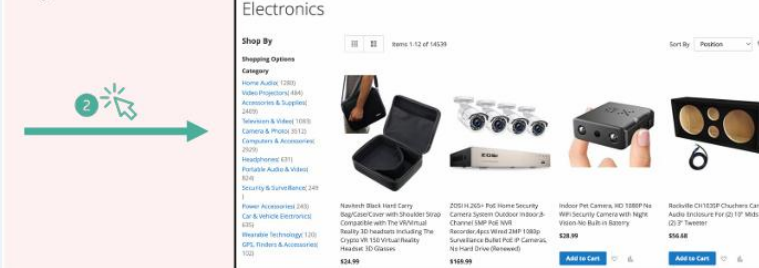 Electronics
Shop By
Items 1-12 of 14539
Sort By
Position
Shopping Options
Category
Home Audio( 1280)
Video Projectors( 484)
Accessories & Supplies(
2469)
Television & Video( 1093)
Camera & Photo( 3512)
Computers & Accessories(
2929)
Headphones( 631)
Portable Audio & Video(
824)
Security & Surveillance( 249
)
Power Accessories( 245)
Car & Vehicle Electronics(
635)
Wearable Technology( 120)
GPS, Finders & Accessories(
102)
2
Navitech Black Hard Carry
Bag/Case/Cover with Shoulder Strap
Compatible with The VR/Virtual
Reality 3D headsets Including The
Crypto VR 150 Virtual Reality
Headset 3D Glasses
$24.99
ZOSI H.265+ PoE Home Security
Camera System Outdoor Indoor,8-
Channel 5MP PoE NVR
Recorder,4pcs Wired 2MP 1080p
Surveillance Bullet PoE IP Cameras,
No Hard Drive (Renewed)
$169.99
Indoor Pet Camera, HD 1080P No
WiFi Security Camera with Night
Vision No Built-in Battery
$28.99
Add to Cart
Rockville CH103SP Chuchero Car
Audio Enclosure For (2) 10" Mids
(2) 3" Tweeter
$56.68
Add to Cart